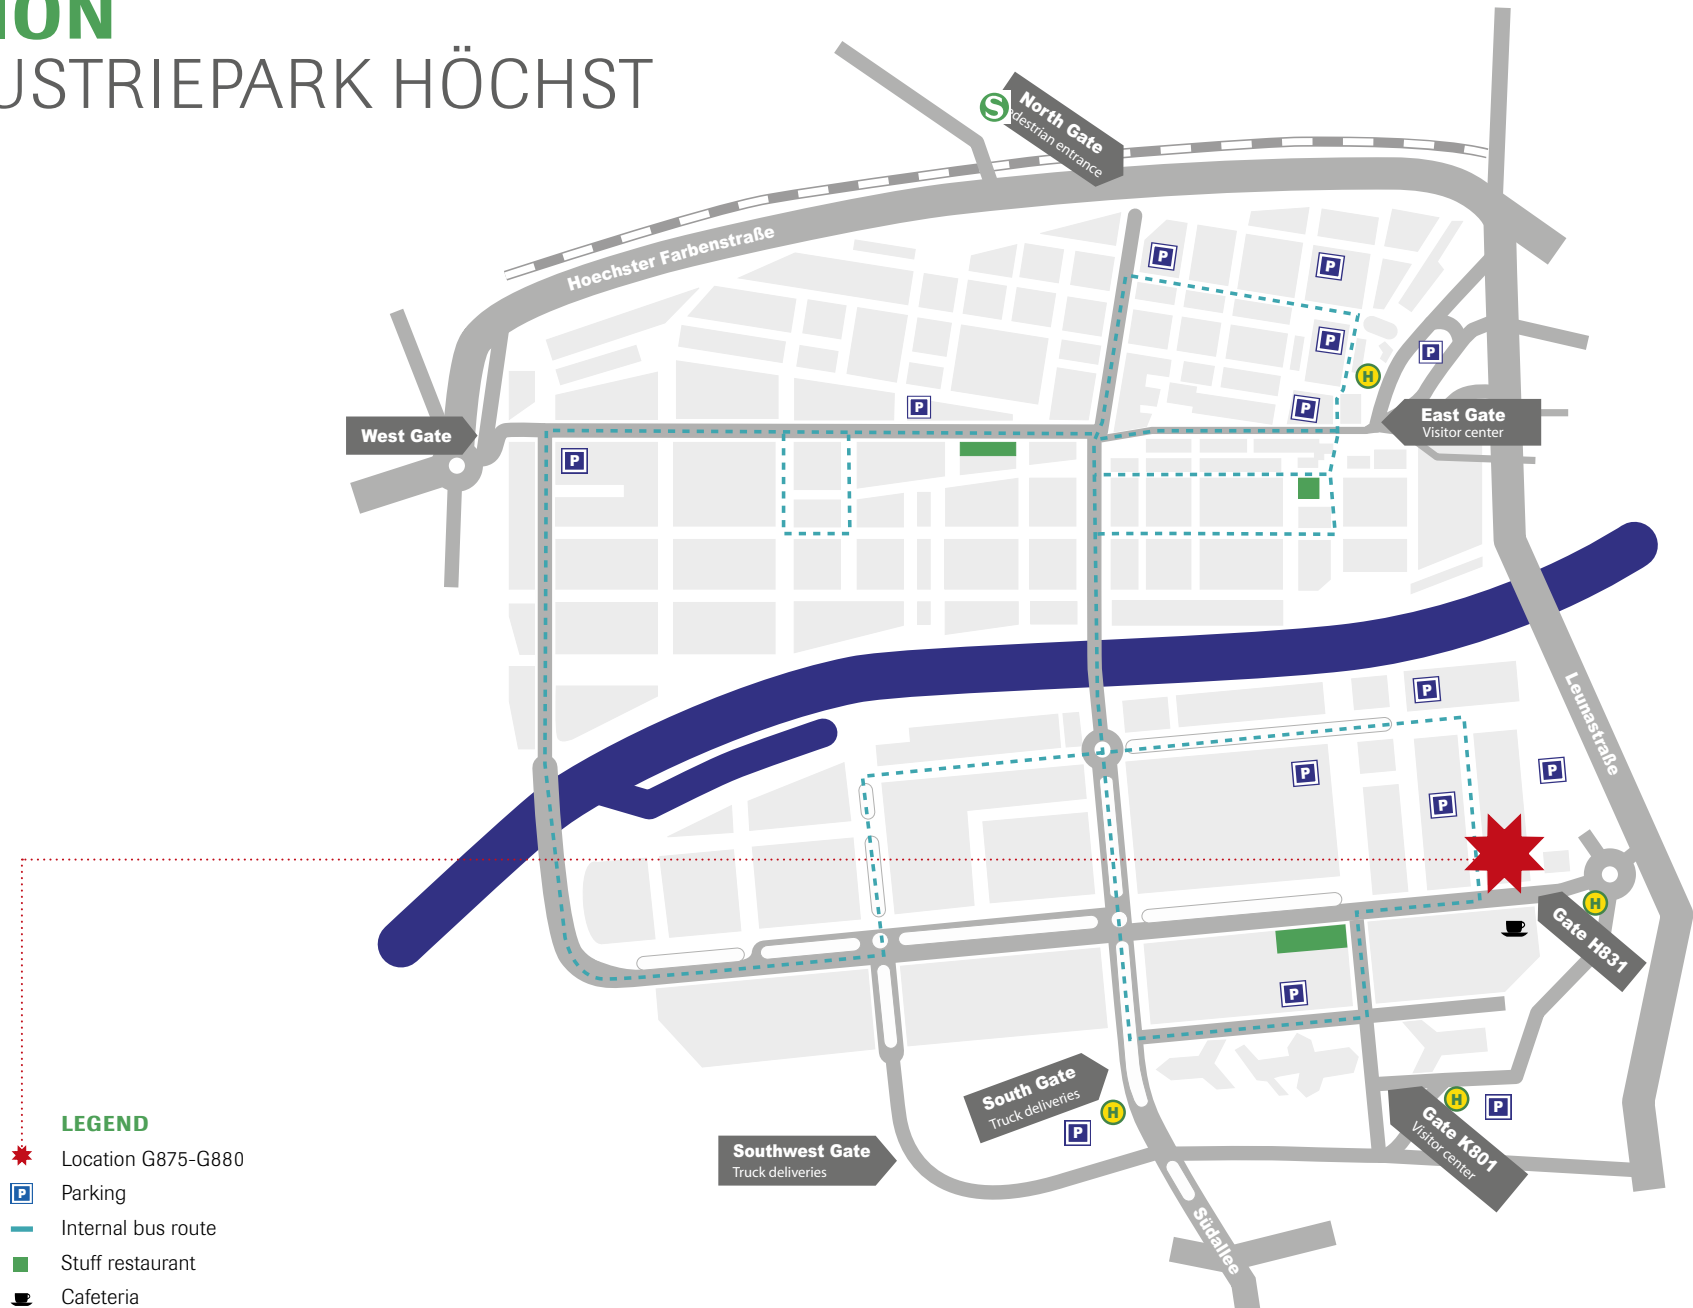 ION
USTRIEPARK HÖCHST
S
North Gate
edestrian entrance
Hoechster Farbenstraße
P
P
P
P
H
P
P
East Gate
Visitor center
West Gate
P
P
Leunastraße
P
P
P
H
Gate H831
P
South Gate
Truck deliveries
H
P
H
P
Gate K801
Visitor center
Southwest Gate
Truck deliveries
Südallee
LEGEND
Location G875-G880
P Parking
Internal bus route
Stuff restaurant
Cafeteria